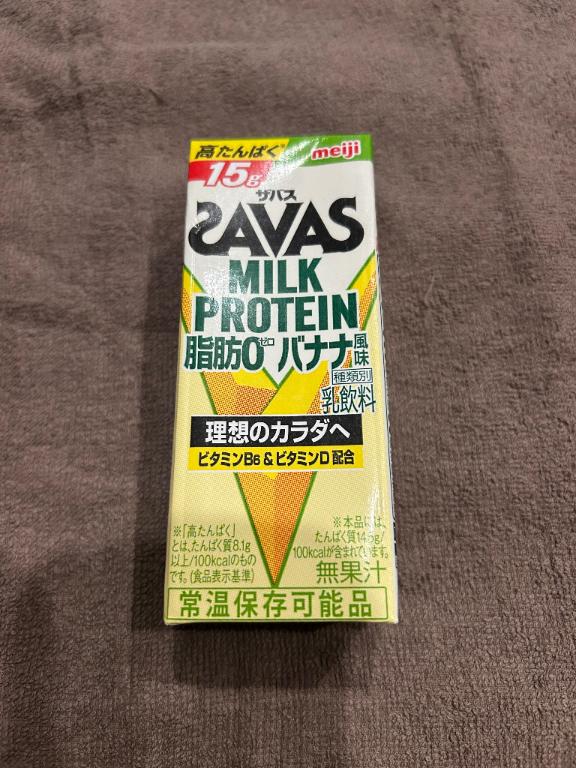 高たんぱく※
meiji
15g
ザバス
SAVAS
MILK
PROTEIN
脂肪0ゼロ バナナ風味
種類別
乳飲料
理想のカラダへ
ビタミンB6 & ビタミンD 配合
※「高たんぱく」
とは、たんぱく質8.1g
以上/100kcalのもの
です。(食品表示基準)
※本品には、
たんぱく質14.5g/
100kcalが含まれています。
無果汁
常温保存可能品